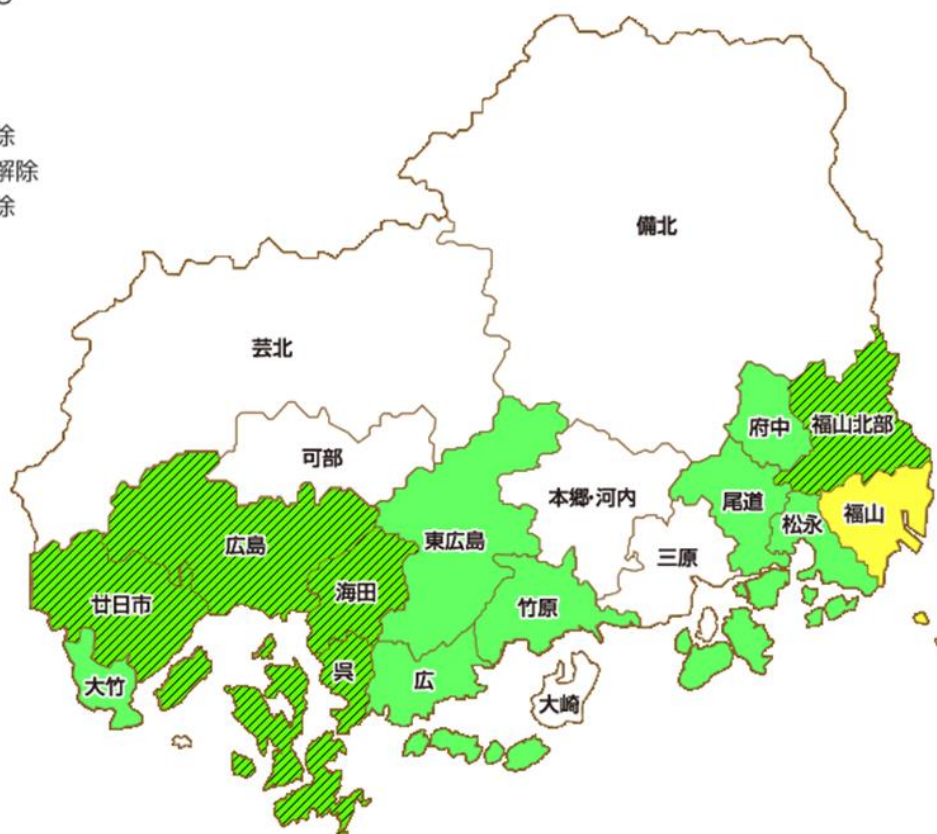 除
解除
除
備北
芸北
府中
福山北部
可部
本郷・河内
尾道
松永
福山
広島
東広島
三原
海田
廿日市
竹原
呉
広
大竹
大崎